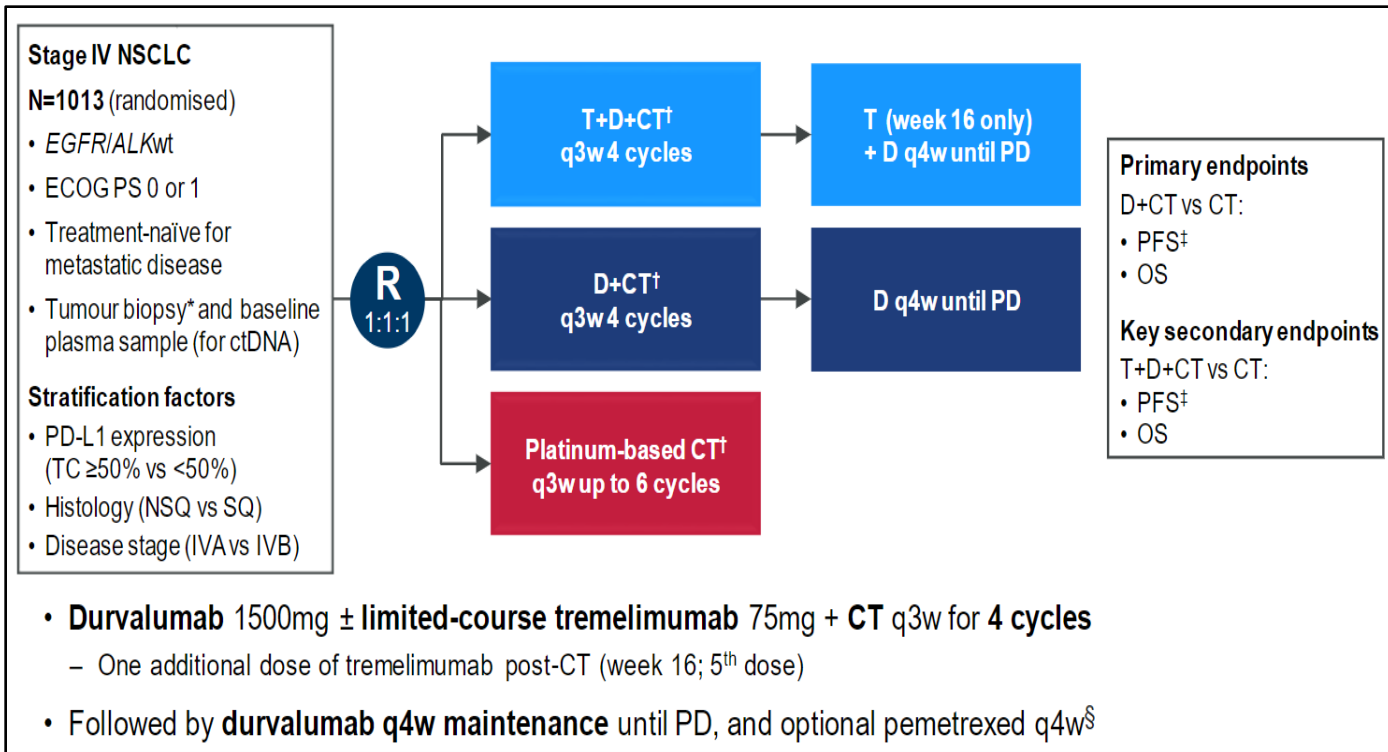 Stage IV NSCLC
N=1013 (randomised)
• EGFR/ALKwt
• ECOG PS 0 or 1
• Treatment-naïve for
metastatic disease
• Tumour biopsy* and baseline
plasma sample (for ctDNA)
Stratification factors
• PD-L1 expression
(TC ≥50% vs <50%)
• Histology (NSQ vs SQ)
• Disease stage (IVA vs IVB)
R
1:1:1
T+D+CT†
q3w 4 cycles
T (week 16 only)
+ D q4w until PD
D+CT†
q3w 4 cycles
D q4w until PD
Platinum-based CT†
q3w up to 6 cycles
Primary endpoints
D+CT vs CT:
• PFS‡
• OS
Key secondary endpoints
T+D+CT vs CT:
• PFS‡
• OS
• Durvalumab 1500mg ± limited-course tremelimumab 75mg + CT q3w for 4 cycles
– One additional dose of tremelimumab post-CT (week 16; 5th dose)
• Followed by durvalumab q4w maintenance until PD, and optional pemetrexed q4w§